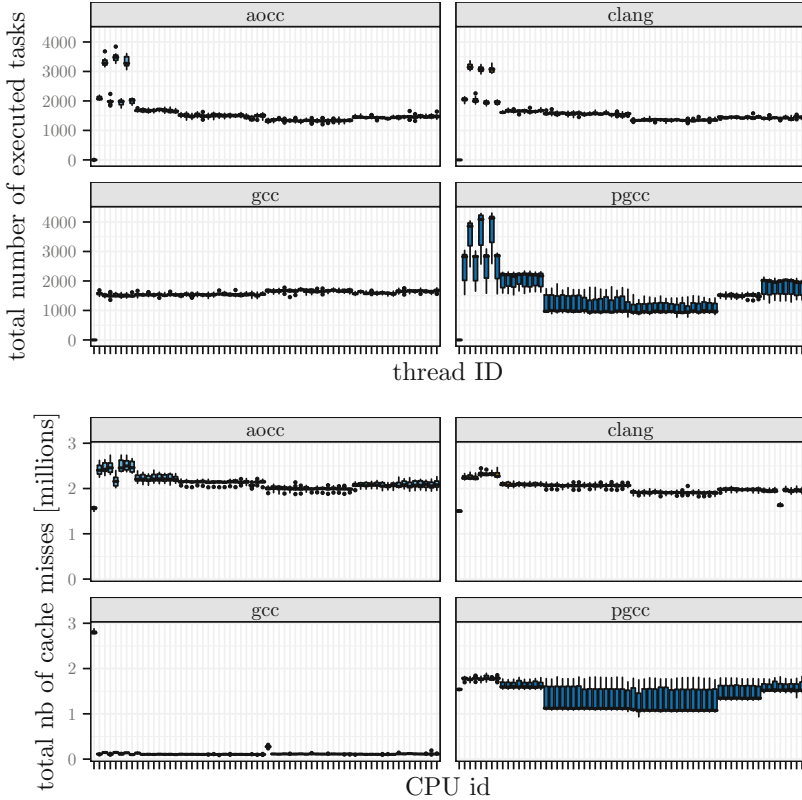 aocc clang
total number of executed tasks
4000
3000
2000
1000
0
gcc pgcc
4000
3000
2000
1000
0
thread ID
aocc clang
total nb of cache misses [millions]
3
2
1
0
gcc pgcc
3
2
1
0
CPU id